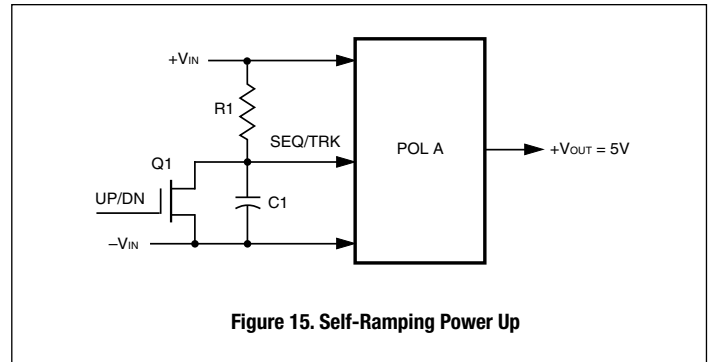 +VIN
R1
SEQ/TRK
POL A
+VOUT = 5V
Q1
UP/DN
C1
–VIN
Figure 15. Self-Ramping Power Up